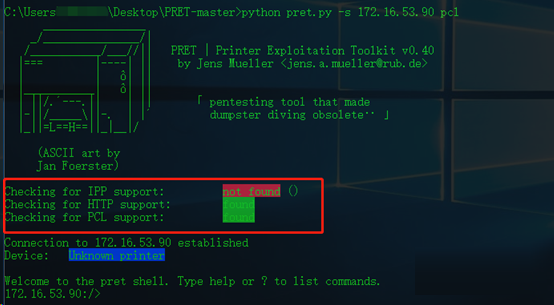 C:\Users\Desktop\PRET-master>python pret.py -s 172.16.53.90 pcl
PRET | Printer Exploitation Toolkit v0.40
by Jens Mueller <jens.a.mueller@rub.de>
「 pentesting tool that made
dumpster diving obsolete‥ 」
(ASCII art by
Jan Foerster)
Checking for IPP support: not found ()
Checking for HTTP support: found
Checking for PCL support: found
Connection to 172.16.53.90 established
Device: Unknown printer
Welcome to the pret shell. Type help or ? to list commands.
172.16.53.90:/>